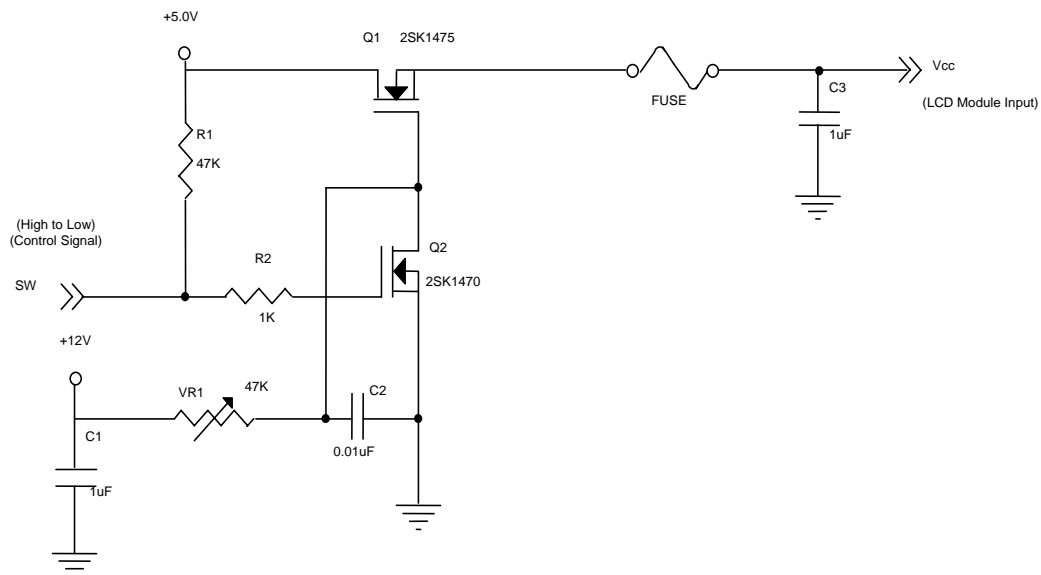 +5.0V
Q1 2SK1475
Vcc
(LCD Module Input)
FUSE
C3
1uF
R1
47K
(High to Low)
(Control Signal)
SW
R2
1K
Q2
2SK1470
+12V
VR1
47K
C2
0.01uF
C1
1uF